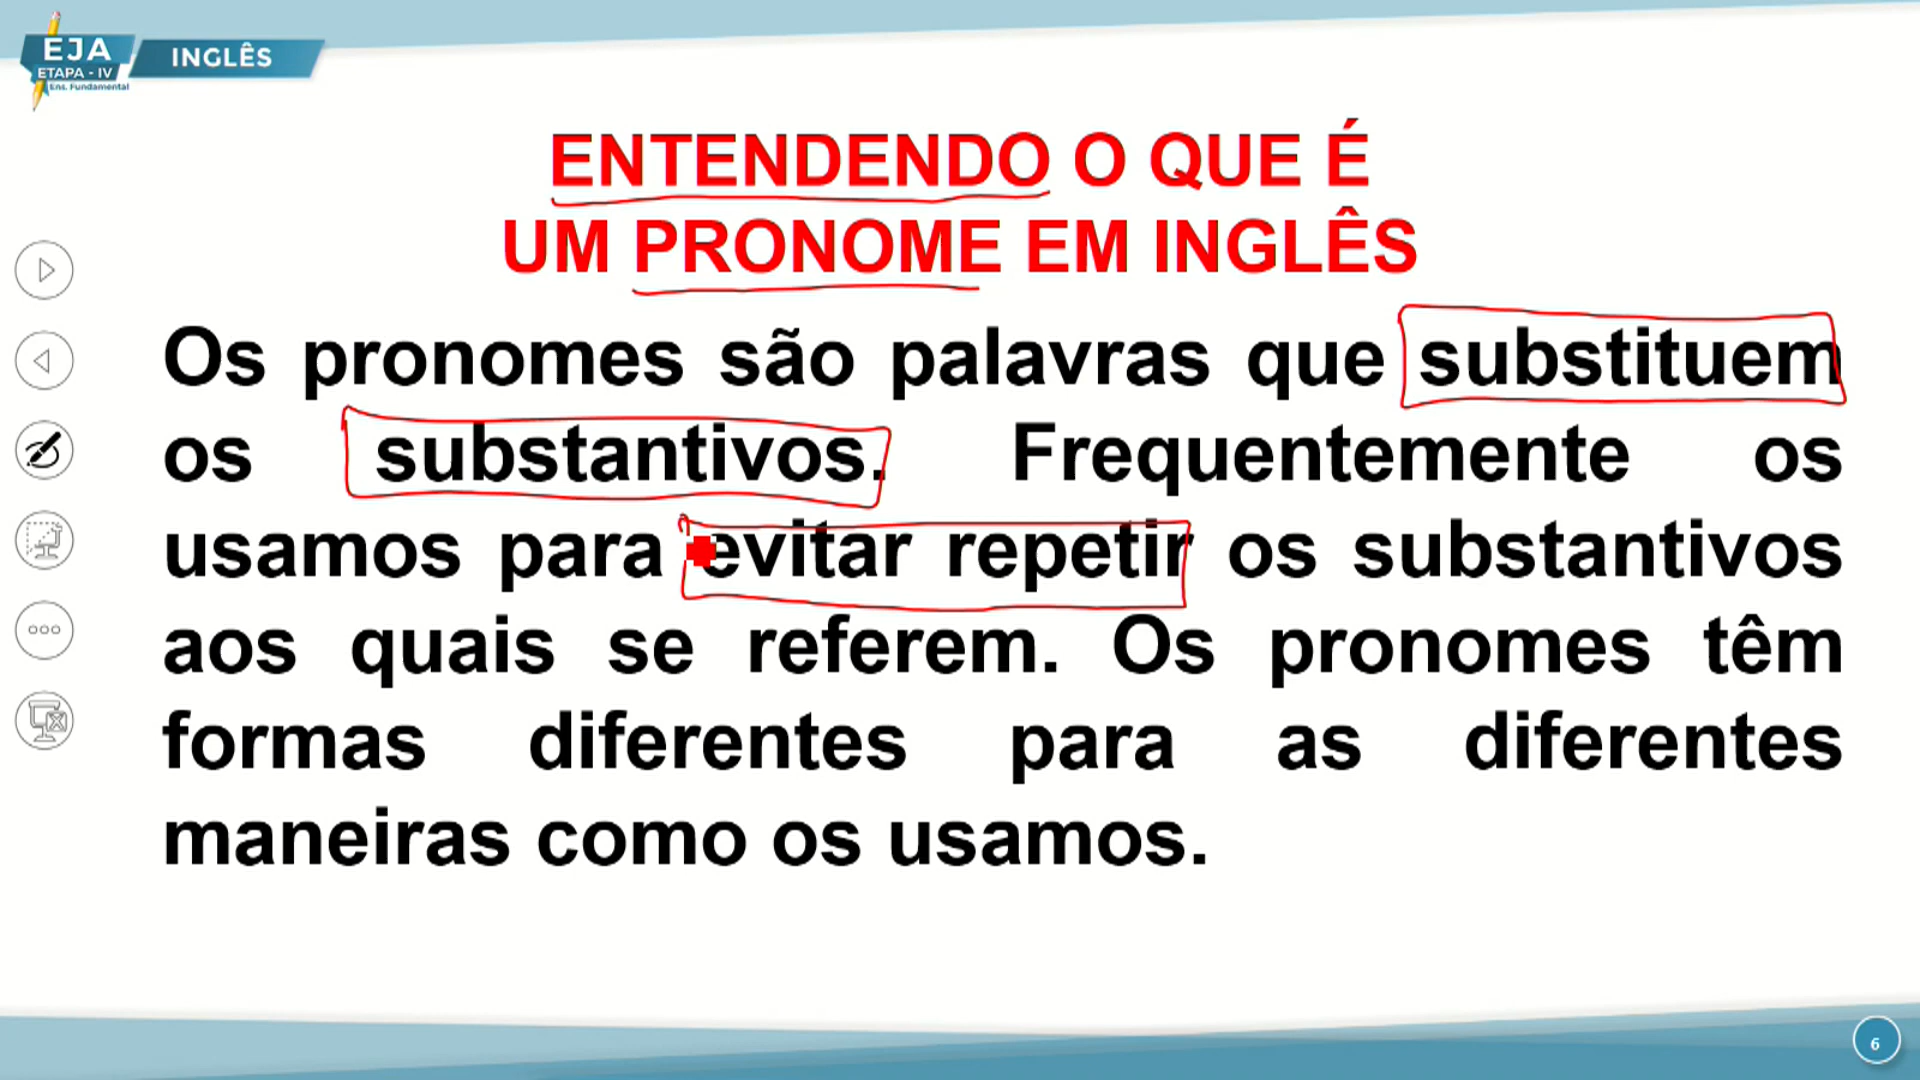 EJA
ETAPA - IV
Ens. Fundamental
INGLÊS
ENTENDENDO O QUE É
UM PRONOME EM INGLÊS
Os pronomes são palavras que substituem
os substantivos. Frequentemente os
usamos para evitar repetir os substantivos
aos quais se referem. Os pronomes têm
formas diferentes para as diferentes
maneiras como os usamos.
6